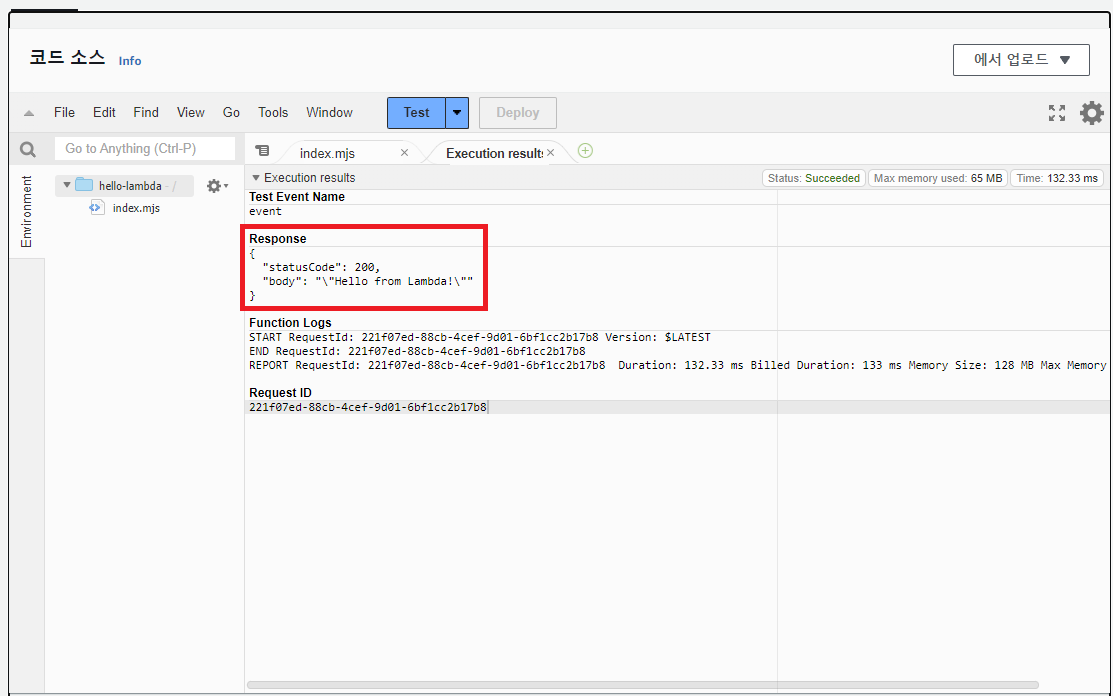 코드 소스 Info
에서 업로드
File Edit Find View Go Tools Window Test Deploy
Go to Anything (Ctrl-P)
index.mjs
Execution results
Environment
hello-lambda - /
index.mjs
Execution results
Status: Succeeded
Max memory used: 65 MB
Time: 132.33 ms
Test Event Name
event
Response
{
"statusCode": 200,
"body": "\"Hello from Lambda!\""
}
Function Logs
START RequestId: 221f07ed-88cb-4cef-9d01-6bf1cc2b17b8 Version: $LATEST
END RequestId: 221f07ed-88cb-4cef-9d01-6bf1cc2b17b8
REPORT RequestId: 221f07ed-88cb-4cef-9d01-6bf1cc2b17b8 Duration: 132.33 ms Billed Duration: 133 ms Memory Size: 128 MB Max Memory
Request ID
221f07ed-88cb-4cef-9d01-6bf1cc2b17b8